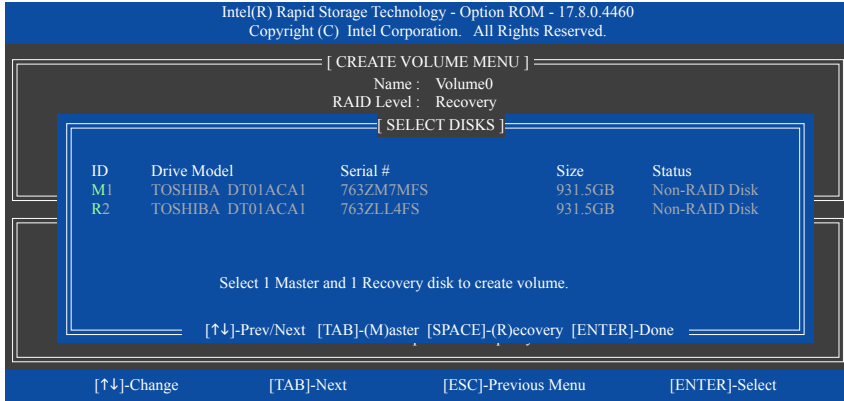 Intel(R) Rapid Storage Technology - Option ROM - 17.8.0.4460
Copyright (C) Intel Corporation. All Rights Reserved.
[ CREATE VOLUME MENU ]
Name : Volume0
RAID Level : Recovery
[ SELECT DISKS ]
ID Drive Model Serial # Size Status
M1 TOSHIBA DT01ACA1 763ZM7MFS 931.5GB Non-RAID Disk
R2 TOSHIBA DT01ACA1 763ZLL4FS 931.5GB Non-RAID Disk
Select 1 Master and 1 Recovery disk to create volume.
[↑↓]-Prev/Next [TAB]-(M)aster [SPACE]-(R)ecovery [ENTER]-Done
[↑↓]-Change [TAB]-Next [ESC]-Previous Menu [ENTER]-Select